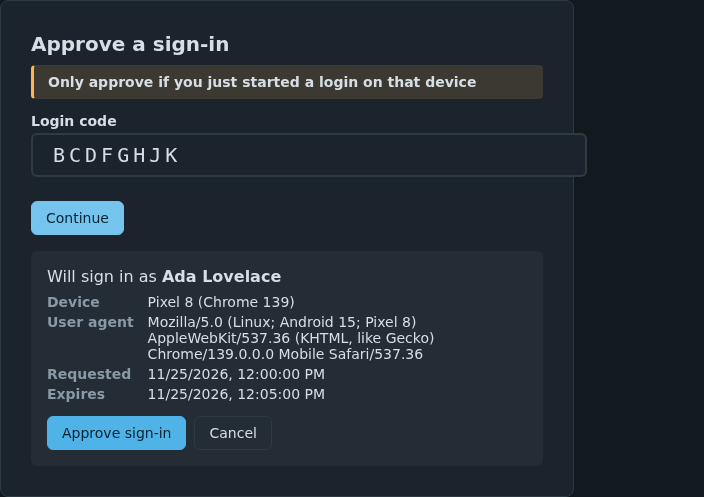 Approve a sign-in
Only approve if you just started a login on that device
Login code
BCDFGHJK
Continue
Will sign in as Ada Lovelace
Device Pixel 8 (Chrome 139)
User agent Mozilla/5.0 (Linux; Android 15; Pixel 8)
AppleWebKit/537.36 (KHTML, like Gecko)
Chrome/139.0.0.0 Mobile Safari/537.36
Requested 11/25/2026, 12:00:00 PM
Expires 11/25/2026, 12:05:00 PM
Approve sign-in Cancel